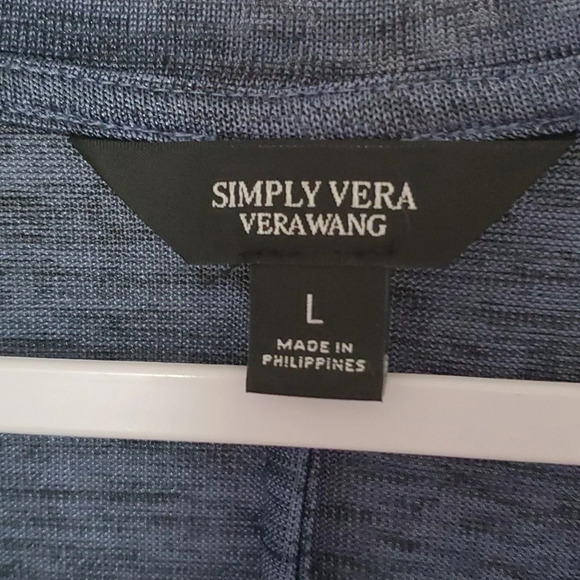 SIMPLY VERA
VERAWANG
L
MADE IN
PHILIPPINES